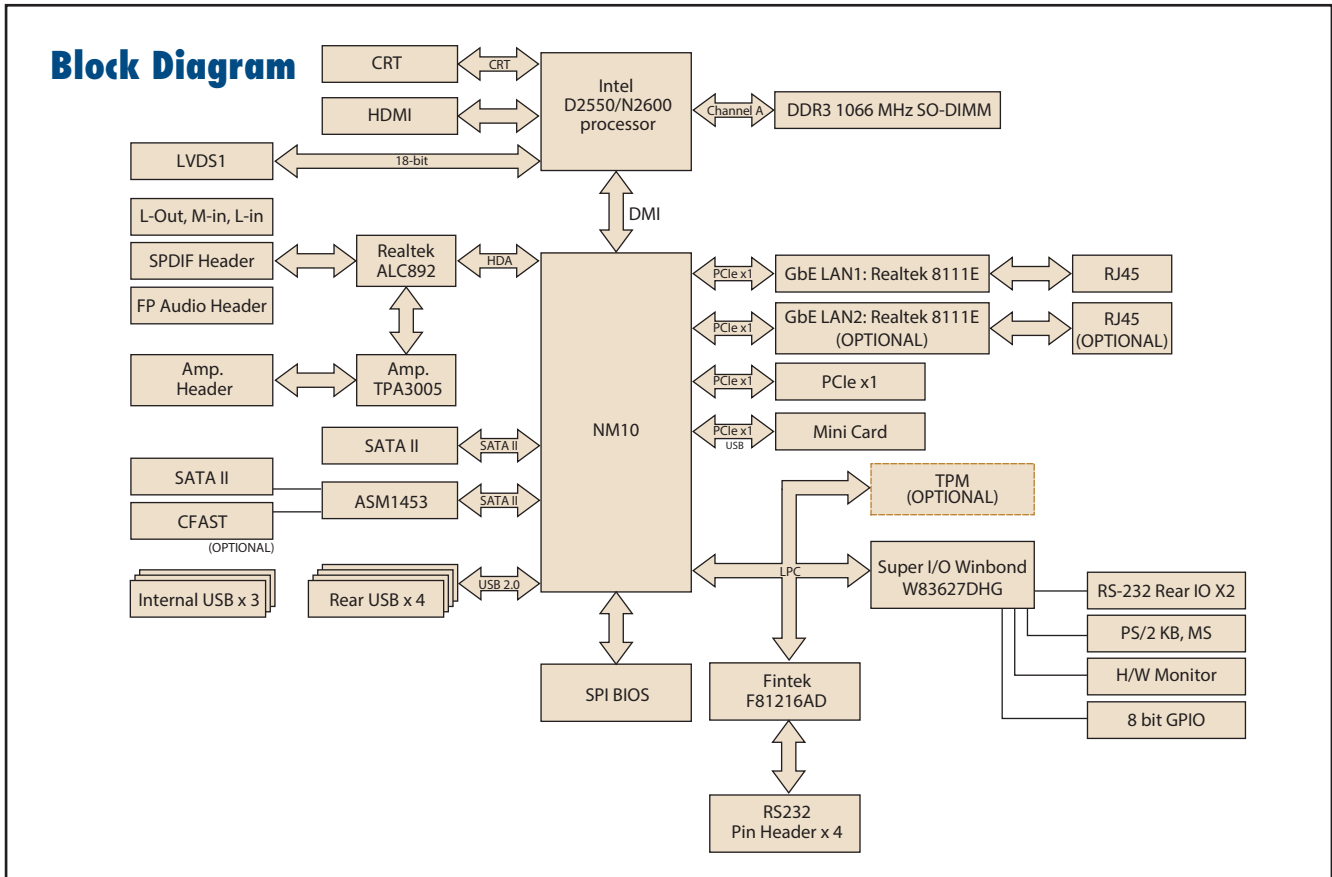 Block Diagram
CRT
CRT
HDMI
Intel
D2550/N2600
processor
Channel A
DDR3 1066 MHz SO-DIMM
LVDS1
18-bit
DMI
L-Out, M-in, L-in
SPDIF Header
FP Audio Header
Realtek
ALC892
HDA
Amp.
Header
Amp.
TPA3005
NM10
PCIe x1
GbE LAN1: Realtek 8111E
RJ45
PCIe x1
GbE LAN2: Realtek 8111E
(OPTIONAL)
RJ45
(OPTIONAL)
PCIe x1
PCIe x1
PCIe x1
USB
Mini Card
SATA II
SATA II
SATA II
CFAST
(OPTIONAL)
ASM1453
SATA II
TPM
(OPTIONAL)
LPC
Super I/O Winbond
W83627DHG
Internal USB x 3
Rear USB x 4
USB 2.0
RS-232 Rear IO X2
PS/2 KB, MS
H/W Monitor
8 bit GPIO
SPI BIOS
Fintek
F81216AD
RS232
Pin Header x 4